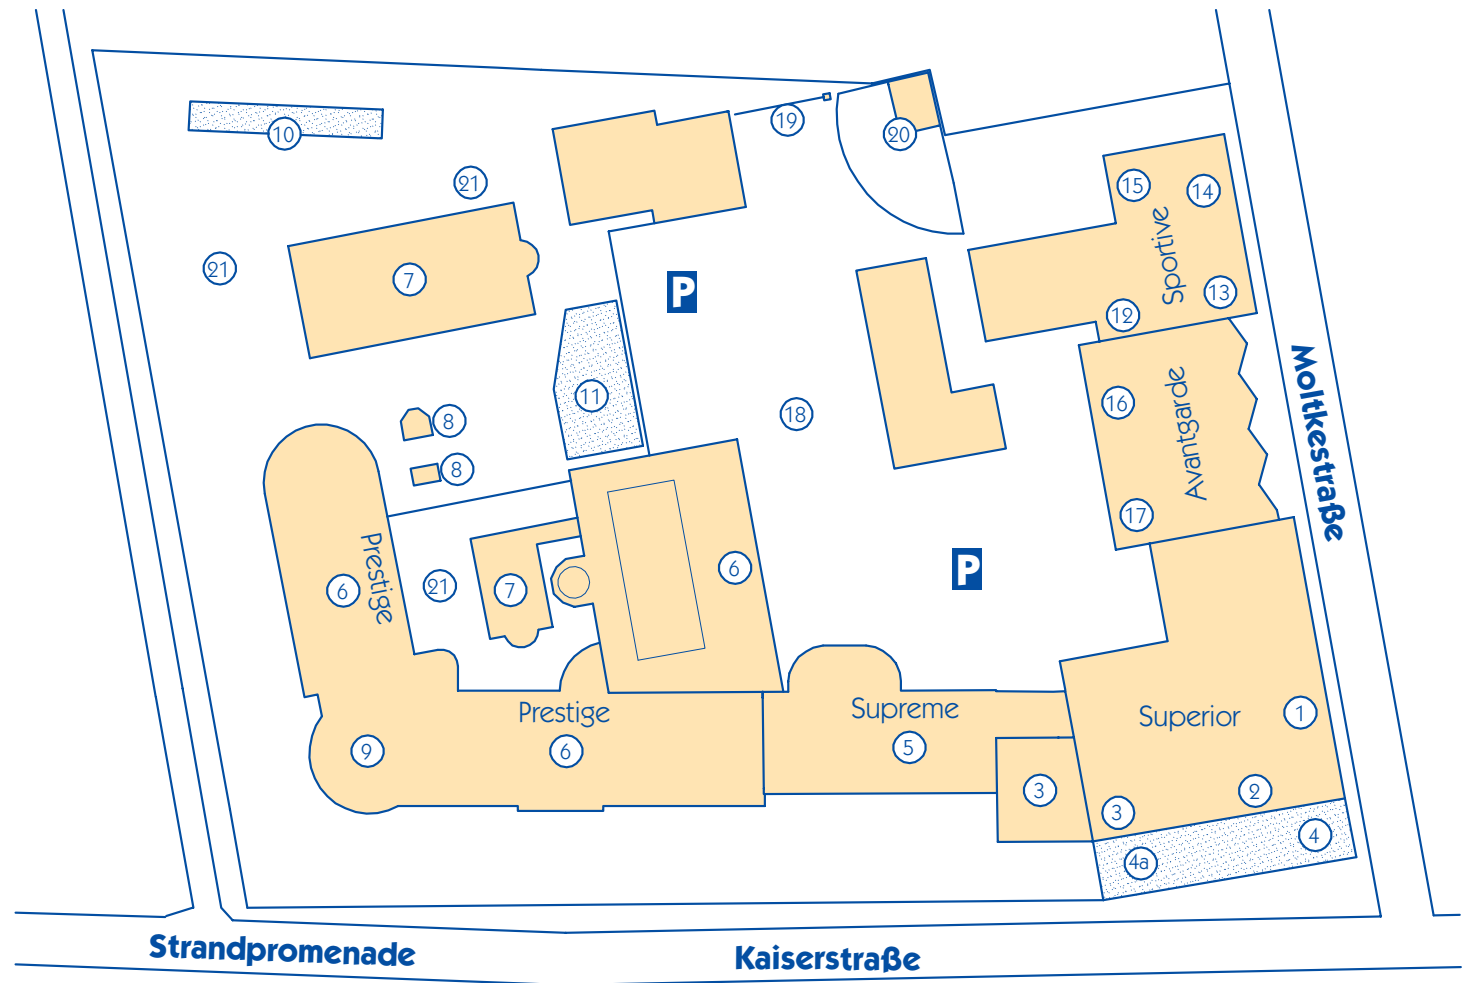 10
19
20
21
15
14
Sportive
21
7
P
13
12
Moltkestraße
11
16
Avantgarde
8
18
8
17
Prestige
6
21
7
6
P
Prestige
Supreme
Superior
1
9
6
5
3
2
3
4
4a
Strandpromenade
Kaiserstraße